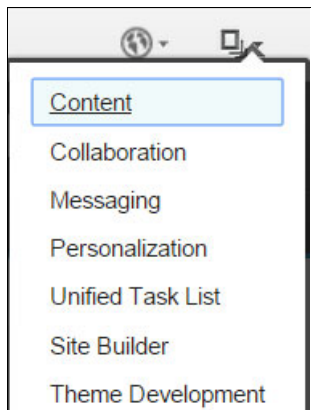 Content
Collaboration
Messaging
Personalization
Unified Task List
Site Builder
Theme Development